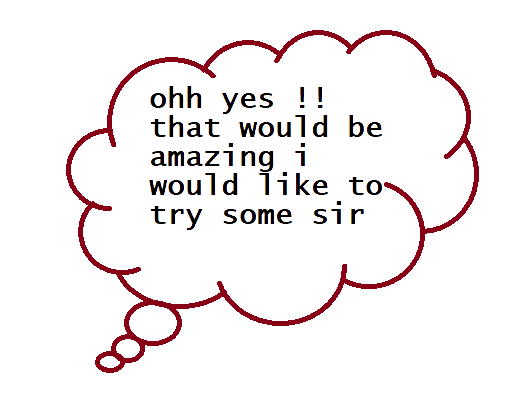 ohh yes !!
that would be
amazing i
would like to
try some sir